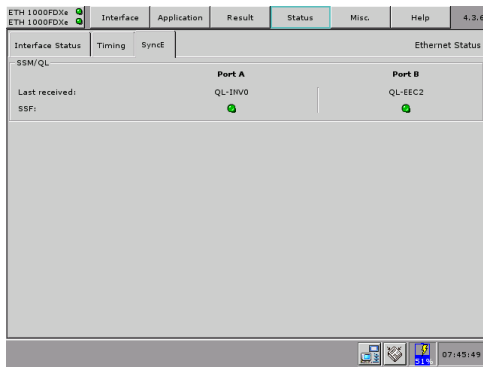 ETH 1000FDXe
ETH 1000FDXe
Interface Application Result Status Misc. Help 4.3.6
Interface Status Timing SyncE Ethernet Status
SSM/QL
Port A Port B
Last received: QL-INV0 QL-EEC2
SSF:
51% 07:45:49